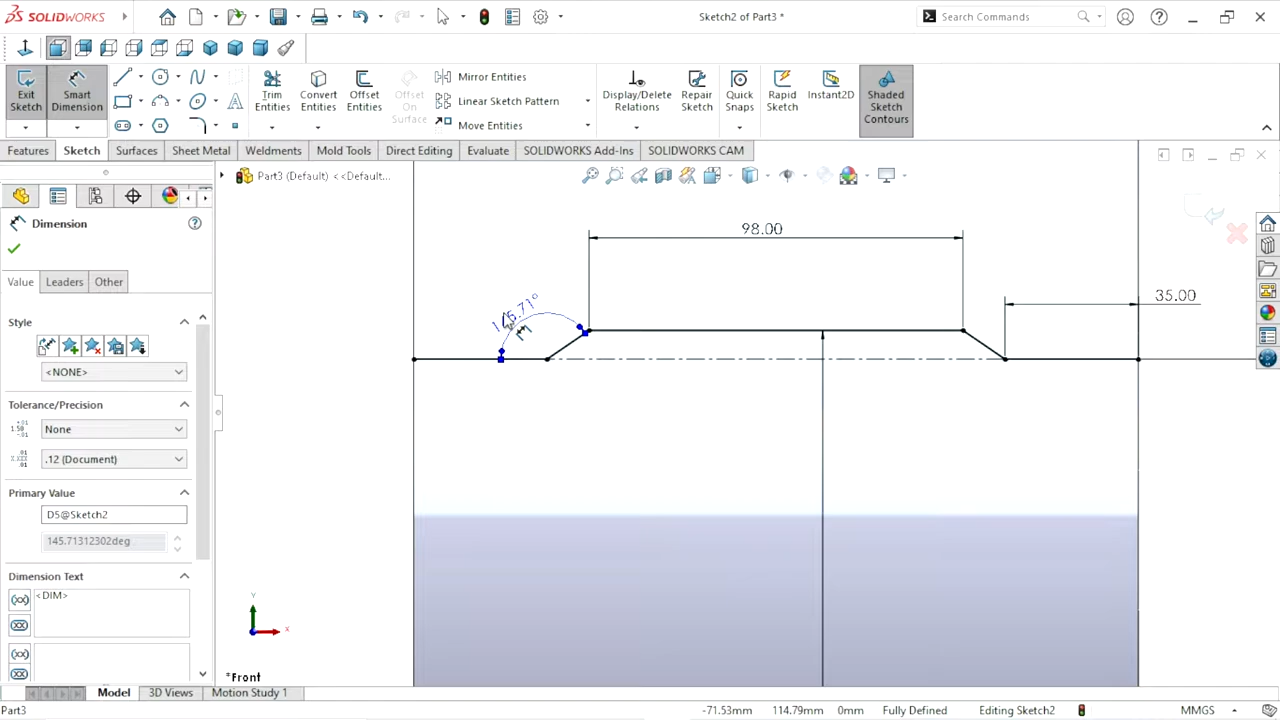 SOLIDWORKS
Sketch2 of Part3 *
Search Commands
Exit Sketch
Smart Dimension
Trim Entities
Convert Entities
Offset Entities
Offset On Surface
Mirror Entities
Linear Sketch Pattern
Move Entities
Display/Delete Relations
Repair Sketch
Quick Snaps
Rapid Sketch
Instant2D
Shaded Sketch Contours
Features
Sketch
Surfaces
Sheet Metal
Weldments
Mold Tools
Direct Editing
Evaluate
SOLIDWORKS Add-Ins
SOLIDWORKS CAM
Part3 (Default) <<Default...
Dimension
Value
Leaders
Other
Style
<NONE>
Tolerance/Precision
None
.12 (Document)
Primary Value
D5@Sketch2
145.71312302deg
Dimension Text
<DIM>
98.00
35.00
Y
X
*Front
Model
3D Views
Motion Study 1
Part3
-71.53mm
114.79mm
0mm
Fully Defined
Editing Sketch2
MMGS